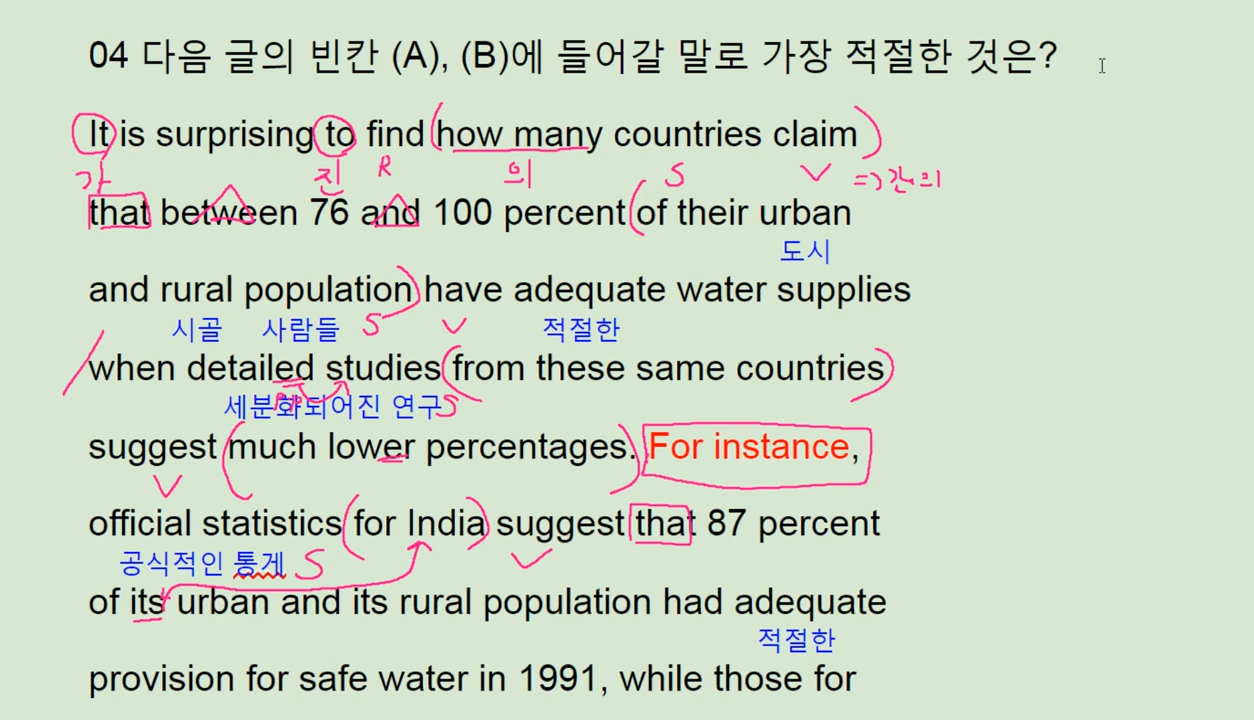 04 다음 글의 빈칸 (A), (B)에 들어갈 말로 가장 적절한 것은?
It is surprising to find how many countries claim
가 진 R 의 S V => 간·의
that between 76 and 100 percent of their urban
도시
and rural population have adequate water supplies
시골 사람들 S V 적절한
when detailed studies from these same countries
세분화되어진 연구 S
suggest much lower percentages. For instance,
V
official statistics for India suggest that 87 percent
공식적인 통게 S V
of its urban and its rural population had adequate
적절한
provision for safe water in 1991, while those for